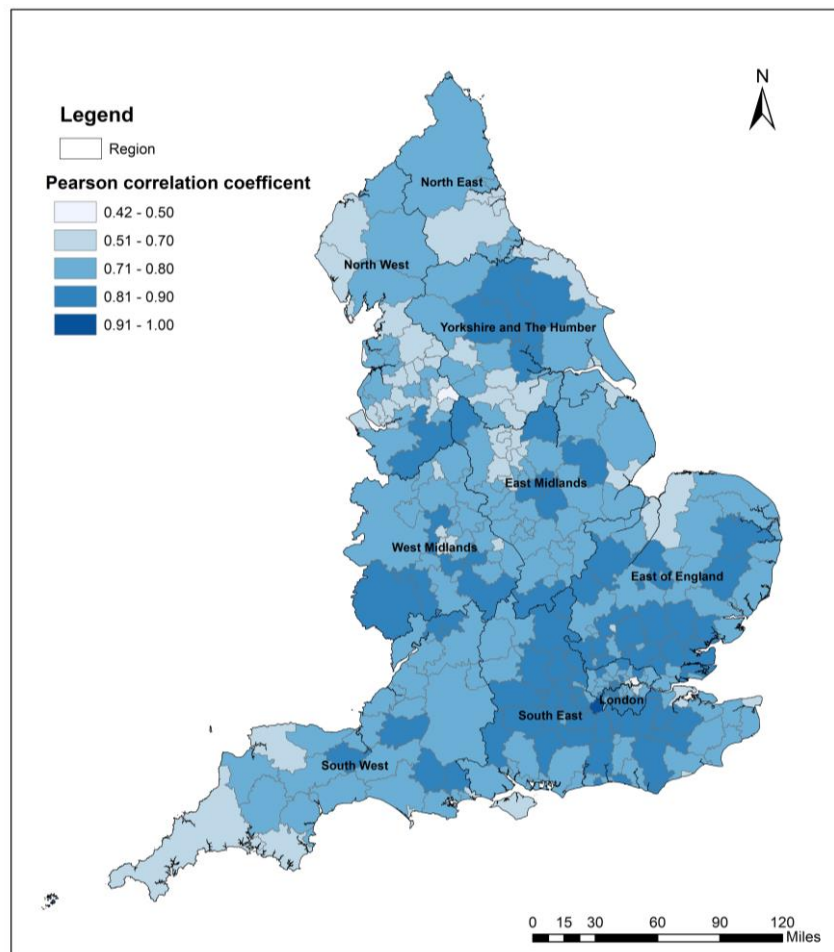 N
Legend
Region
Pearson correlation coefficent
0.42 - 0.50
0.51 - 0.70
0.71 - 0.80
0.81 - 0.90
0.91 - 1.00
North East
North West
Yorkshire and The Humber
East Midlands
West Midlands
East of England
London
South East
South West
0 15 30 60 90 120
Miles